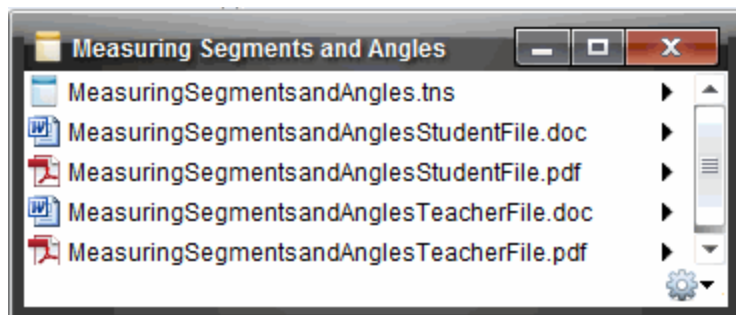 Measuring Segments and Angles
MeasuringSegmentsandAngles.tns
MeasuringSegmentsandAnglesStudentFile.doc
MeasuringSegmentsandAnglesStudentFile.pdf
MeasuringSegmentsandAnglesTeacherFile.doc
MeasuringSegmentsandAnglesTeacherFile.pdf